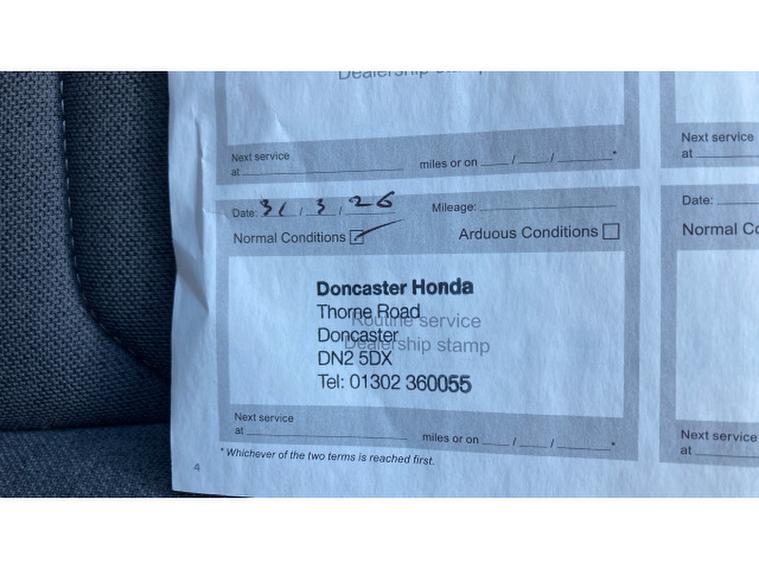 Dealership stamp
Next service
at miles or on / / *
Next service
at
Date: 31 / 3 / 26 Mileage:
Normal Conditions Arduous Conditions
Date:
Normal Co
Doncaster Honda
Thorne Road
Routine service
Doncaster
Dealership stamp
DN2 5DX
Tel: 01302 360055
Next service
at miles or on / / *
Next service
at
* Whichever of the two terms is reached first.
4